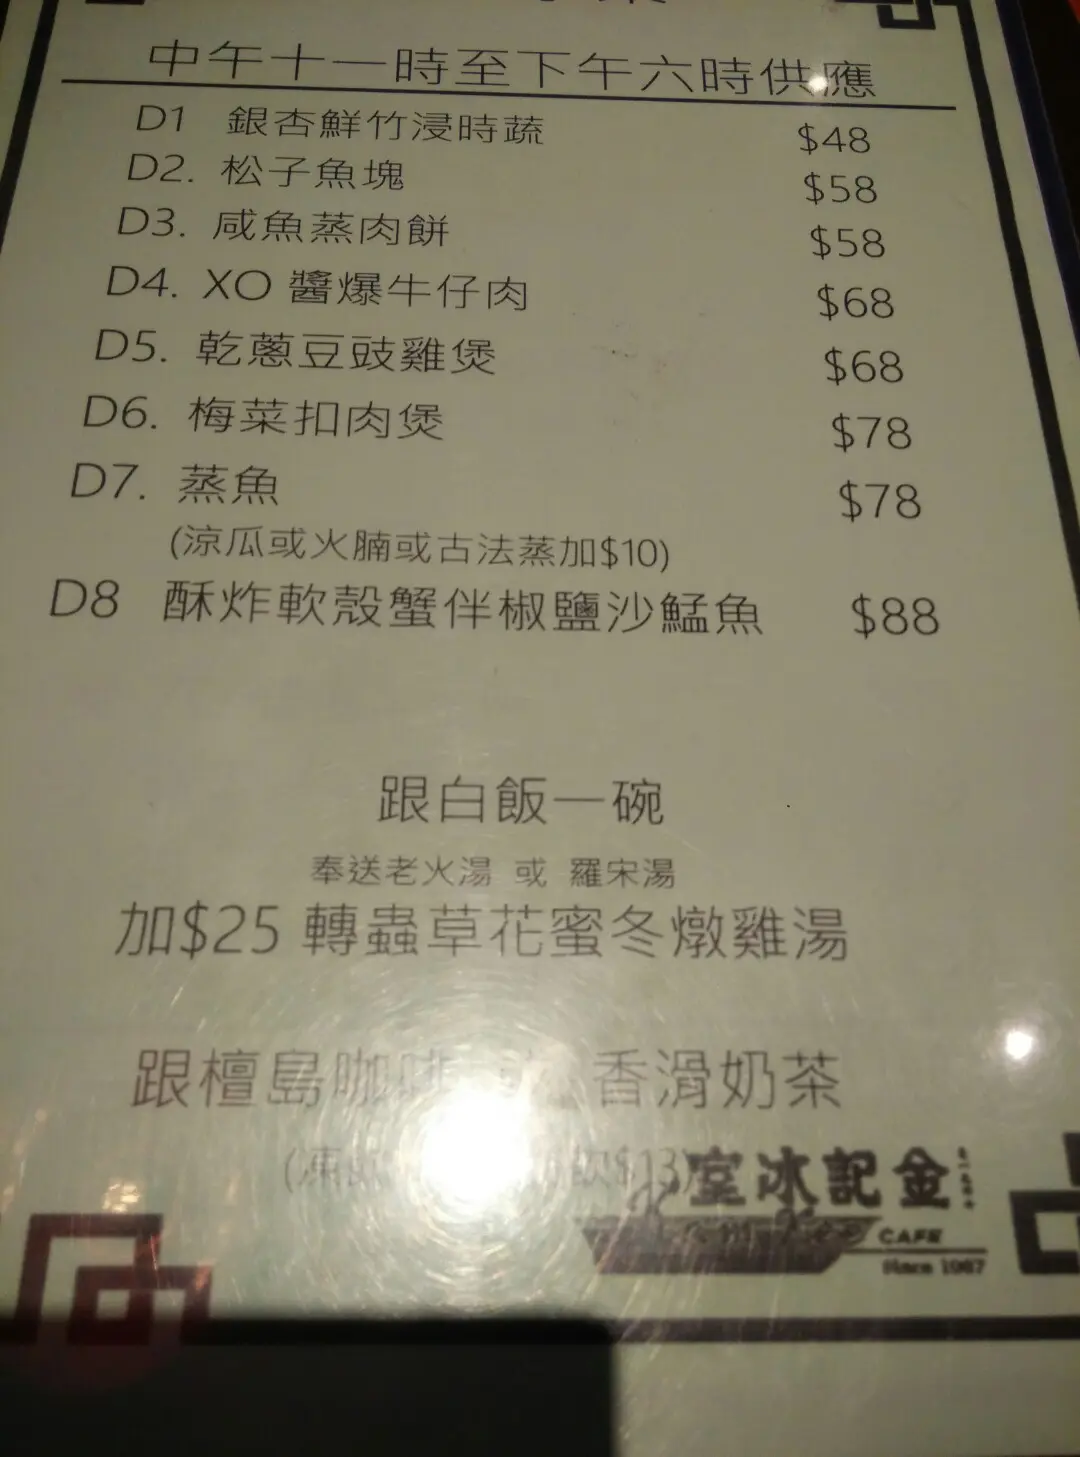 中午十一時至下午六時供應
D1 銀杏鮮竹浸時蔬 $48
D2. 松子魚塊 $58
D3. 咸魚蒸肉餅 $58
D4. XO 醬爆牛仔肉 $68
D5. 乾蔥豆豉雞煲 $68
D6. 梅菜扣肉煲 $78
D7. 蒸魚 $78
(涼瓜或火腩或古法蒸加$10)
D8 酥炸軟殼蟹伴椒鹽沙鯭魚 $88
跟白飯一碗
奉送老火湯 或 羅宋湯
加$25 轉蟲草花蜜冬燉雞湯
跟檀島咖啡 香滑奶茶
(凍飲 $13)
金記冰室
CAFE
Since 1967